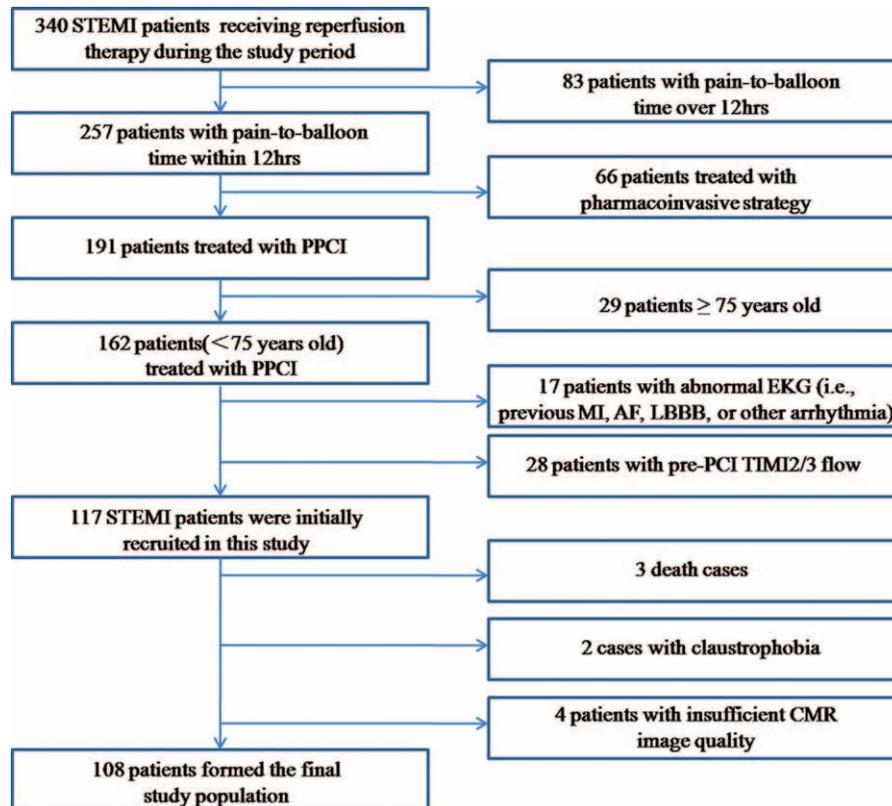 340 STEMI patients receiving reperfusion
therapy during the study period
83 patients with pain-to-balloon
time over 12hrs
257 patients with pain-to-balloon
time within 12hrs
66 patients treated with
pharmacoinvasive strategy
191 patients treated with PPCI
29 patients ≥ 75 years old
162 patients(<75 years old)
treated with PPCI
17 patients with abnormal EKG (i.e.,
previous MI, AF, LBBB, or other arrhythmia)
28 patients with pre-PCI TIMI2/3 flow
117 STEMI patients were initially
recruited in this study
3 death cases
2 cases with claustrophobia
4 patients with insufficient CMR
image quality
108 patients formed the final
study population